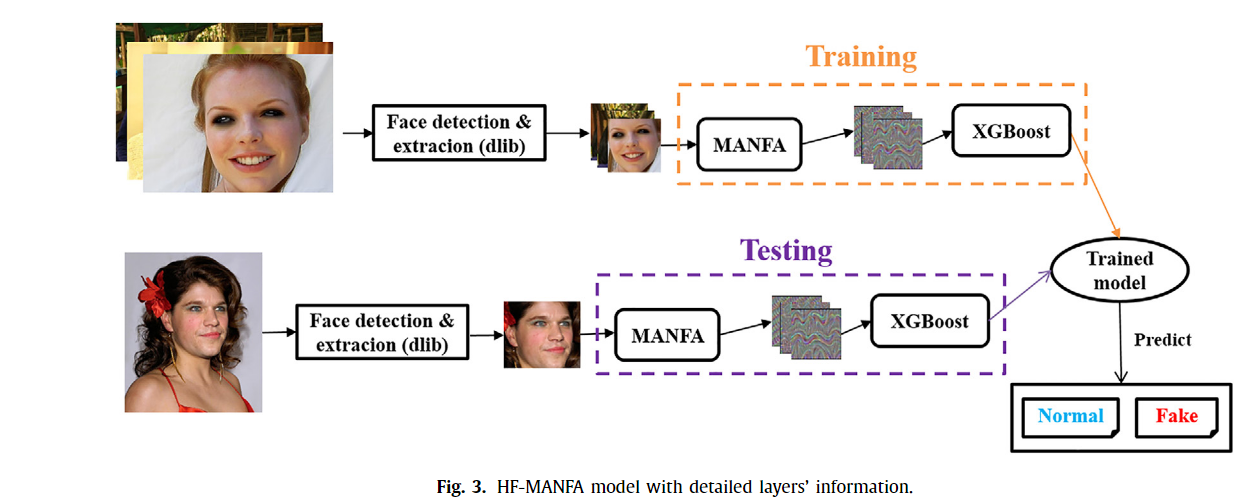 Training
Face detection &
extracion (dlib)
MANFA
XGBoost
Testing
Face detection &
extracion (dlib)
MANFA
XGBoost
Trained
model
Predict
Normal
Fake
Fig. 3. HF-MANFA model with detailed layers' information.